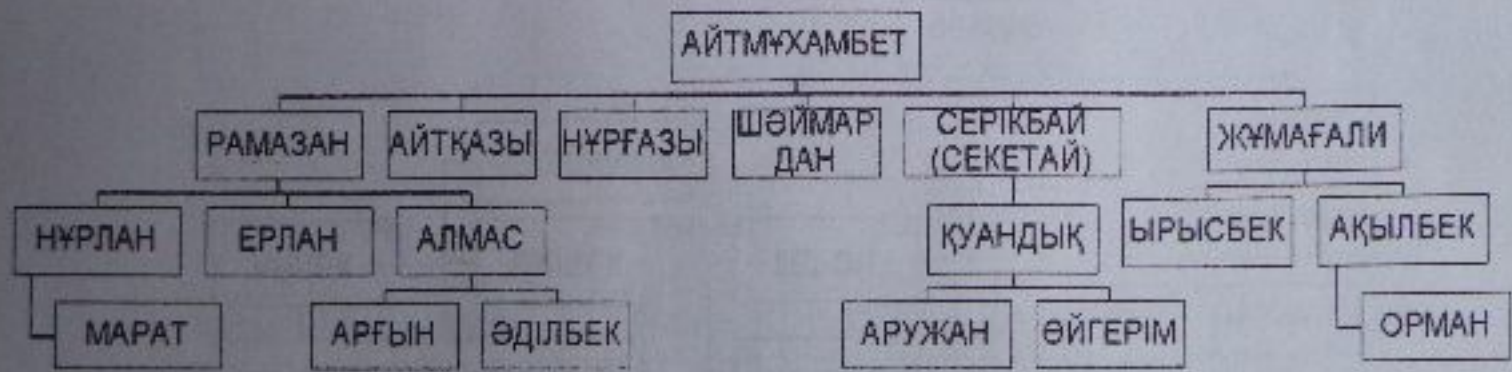 АЙТМҰХАМБЕТ
РАМАЗАН
АЙТҚАЗЫ
НҰРҒАЗЫ
ШӘЙМАР
ДАН
СЕРІКБАЙ
(СЕКЕТАЙ)
ЖҰМАҒАЛИ
НҰРЛАН
ЕРЛАН
АЛМАС
ҚУАНДЫҚ
ЫРЫСБЕК
АҚЫЛБЕК
МАРАТ
АРҒЫН
ӘДІЛБЕК
АРУЖАН
ӘЙГЕРІМ
ОРМАН